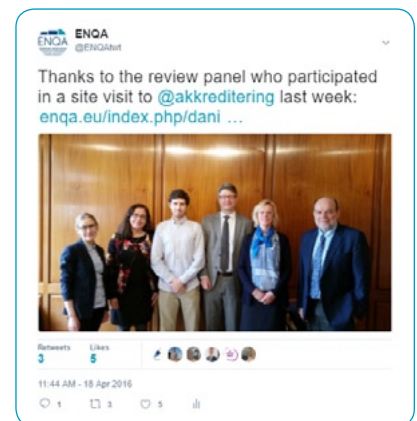 ENQA
ENQA
@ENQAtwt
Thanks to the review panel who participated
in a site visit to @akkreditering last week:
enqa.eu/index.php/dani ...
Retweets
Likes
3
5
11:44 AM - 18 Apr 2016
1
3
5